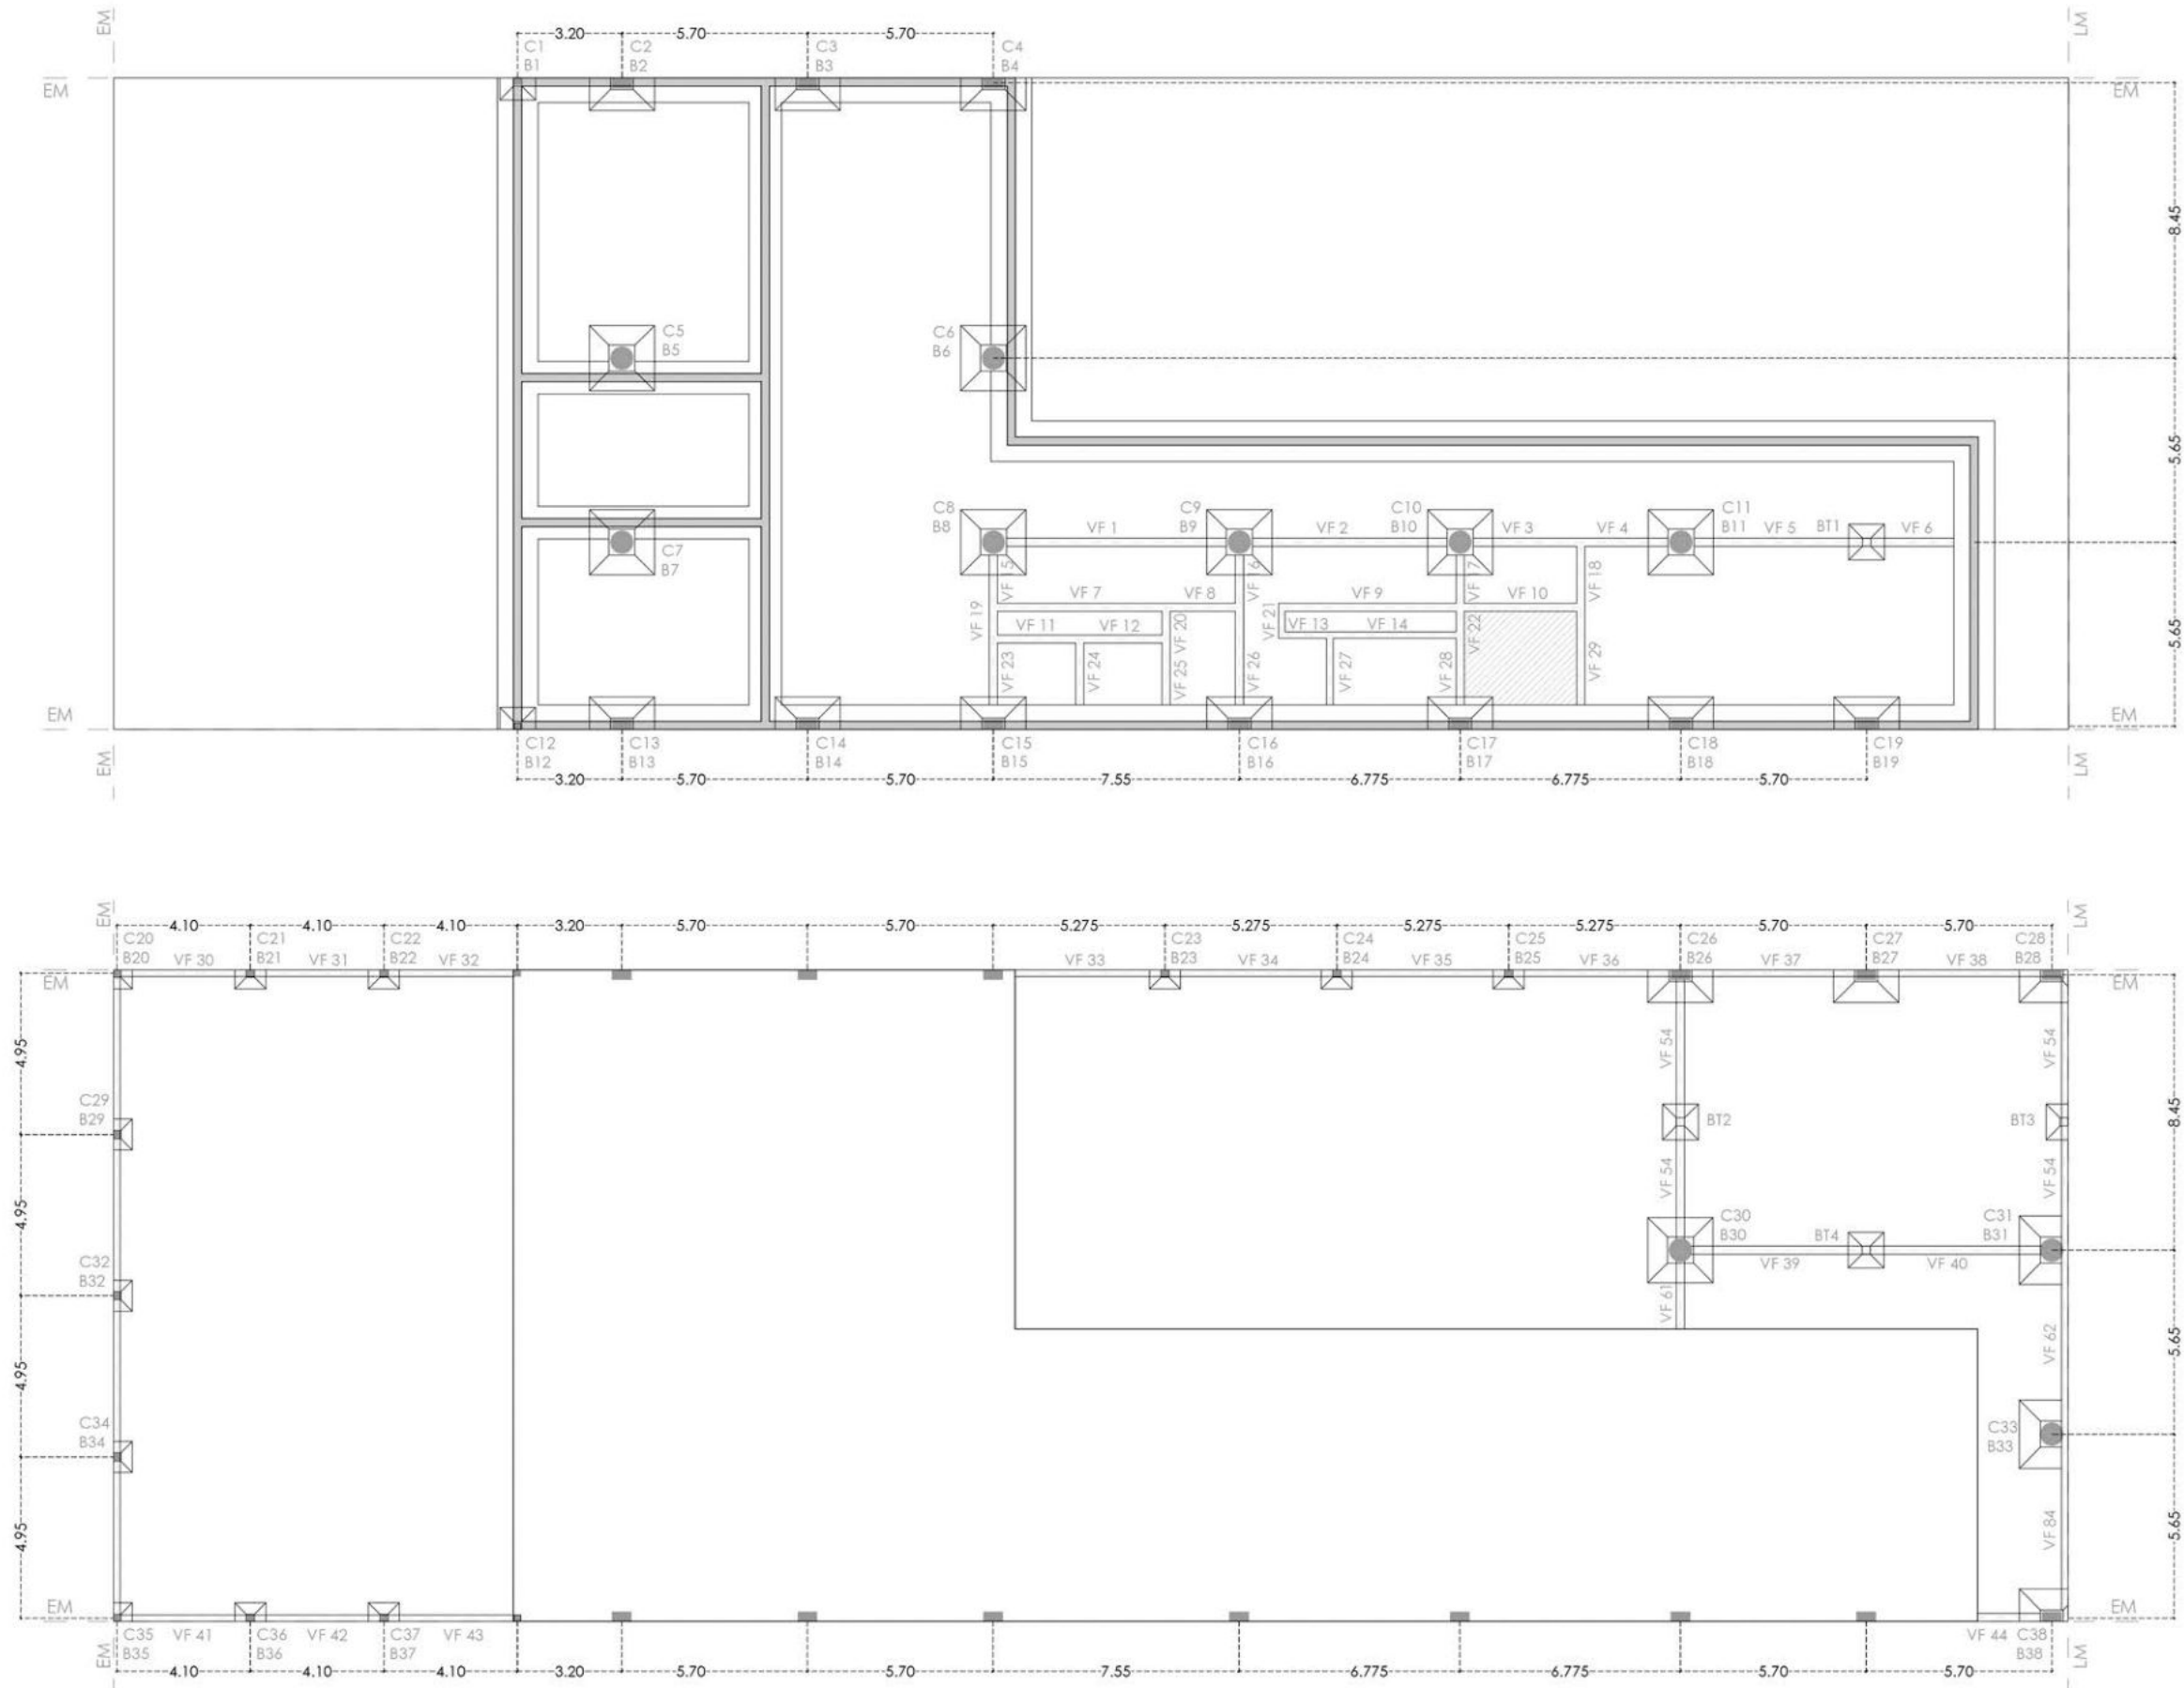 EM
LM
3.20 5.70 5.70
C1 C2 C3 C4
B1 B2 B3 B4
EM EM
8.45
C5 C6
B5 B6
5.65
C8 C9 C10 C11
B8 VF 1 B9 VF 2 B10 VF 3 VF 4 B11 VF 5 BT1 VF 6
C7
B7
VF 15 VF 16 VF 17 VF 18
VF 7 VF 8 VF 9 VF 10
VF 19 VF 11 VF 12 VF 20 VF 21 VF 13 VF 14 VF 22
5.65
VF 23 VF 24 VF 25 VF 26 VF 27 VF 28 VF 29
EM EM
C12 C13 C14 C15 C16 C17 C18 C19
B12 B13 B14 B15 B16 B17 B18 B19
EM LM
3.20 5.70 5.70 7.55 6.775 6.775 5.70
EM LM
4.10 4.10 4.10 3.20 5.70 5.70 5.275 5.275 5.275 5.275 5.70 5.70
C20 C21 C22 C23 C24 C25 C26 C27 C28
B20 VF 30 B21 VF 31 B22 VF 32 VF 33 B23 VF 34 B24 VF 35 B25 VF 36 B26 VF 37 B27 VF 38 B28
EM EM
4.95 VF 54 VF 54 8.45
C29
B29 BT2 BT3
VF 54 VF 54
4.95 C30 C31
B30 BT4 B31
VF 39 VF 40
C32
B32 VF 61
4.95 VF 62 5.65
C34 C33
B34 B33
4.95 VF 84 5.65
EM EM
C35 VF 41 C36 VF 42 C37 VF 43 VF 44 C38
B35 B36 B37 B38
EM LM
4.10 4.10 4.10 3.20 5.70 5.70 7.55 6.775 6.775 5.70 5.70